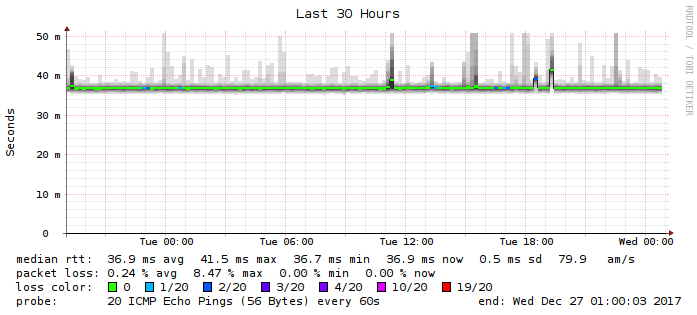 Last 30 Hours
RRDTOOL / TOBI OETIKER
Seconds
50 m
40 m
30 m
20 m
10 m
0
Tue 00:00 Tue 06:00 Tue 12:00 Tue 18:00 Wed 00:00
median rtt: 36.9 ms avg 41.5 ms max 36.7 ms min 36.9 ms now 0.5 ms sd 79.9 am/s
packet loss: 0.24 % avg 8.47 % max 0.00 % min 0.00 % now
loss color: 0 1/20 2/20 3/20 4/20 10/20 19/20
probe: 20 ICMP Echo Pings (56 Bytes) every 60s end: Wed Dec 27 01:00:03 2017